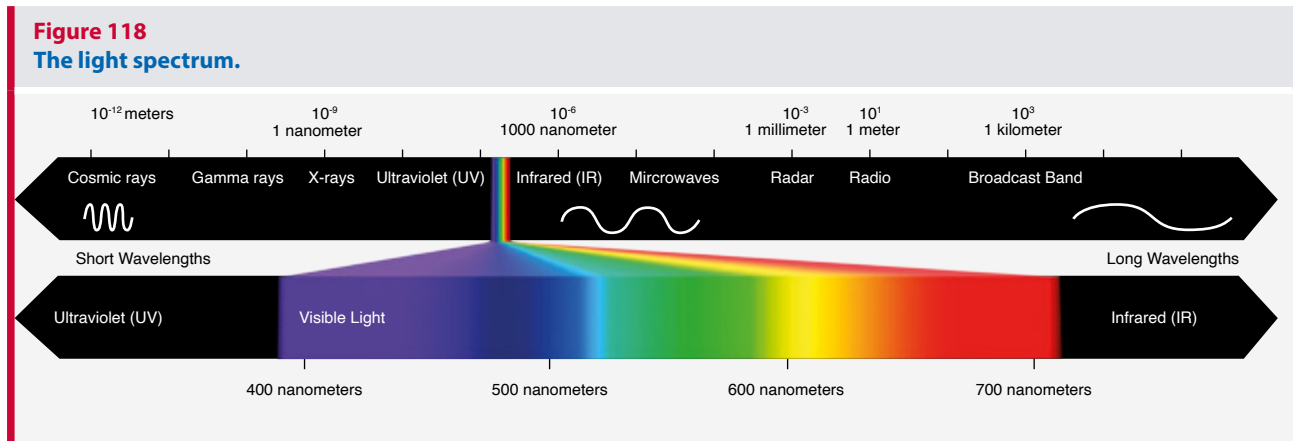 Figure 118
The light spectrum.
10⁻¹² meters 10⁻⁹ 10⁻⁶ 10⁻³ 10¹ 10³
1 nanometer 1000 nanometer 1 millimeter 1 meter 1 kilometer
Cosmic rays Gamma rays X-rays Ultraviolet (UV) Infrared (IR) Mircrowaves Radar Radio Broadcast Band
Short Wavelengths Long Wavelengths
Ultraviolet (UV) Visible Light Infrared (IR)
400 nanometers 500 nanometers 600 nanometers 700 nanometers